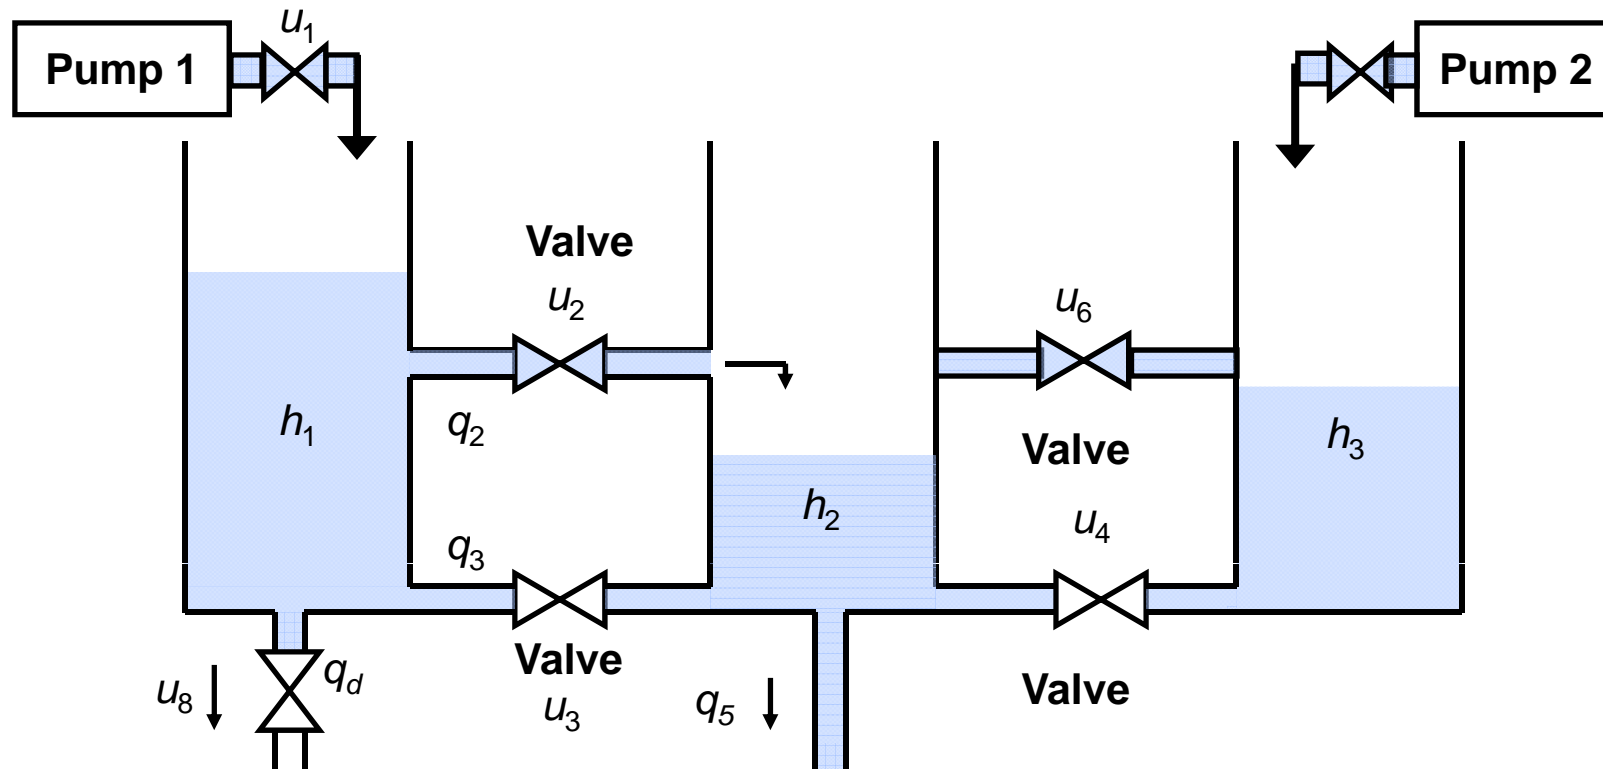 u1
Pump 1
Pump 2
Valve
u2
u6
h1
q2
Valve
h3
h2
u4
q3
Valve
u3
qd
u8
q5
Valve